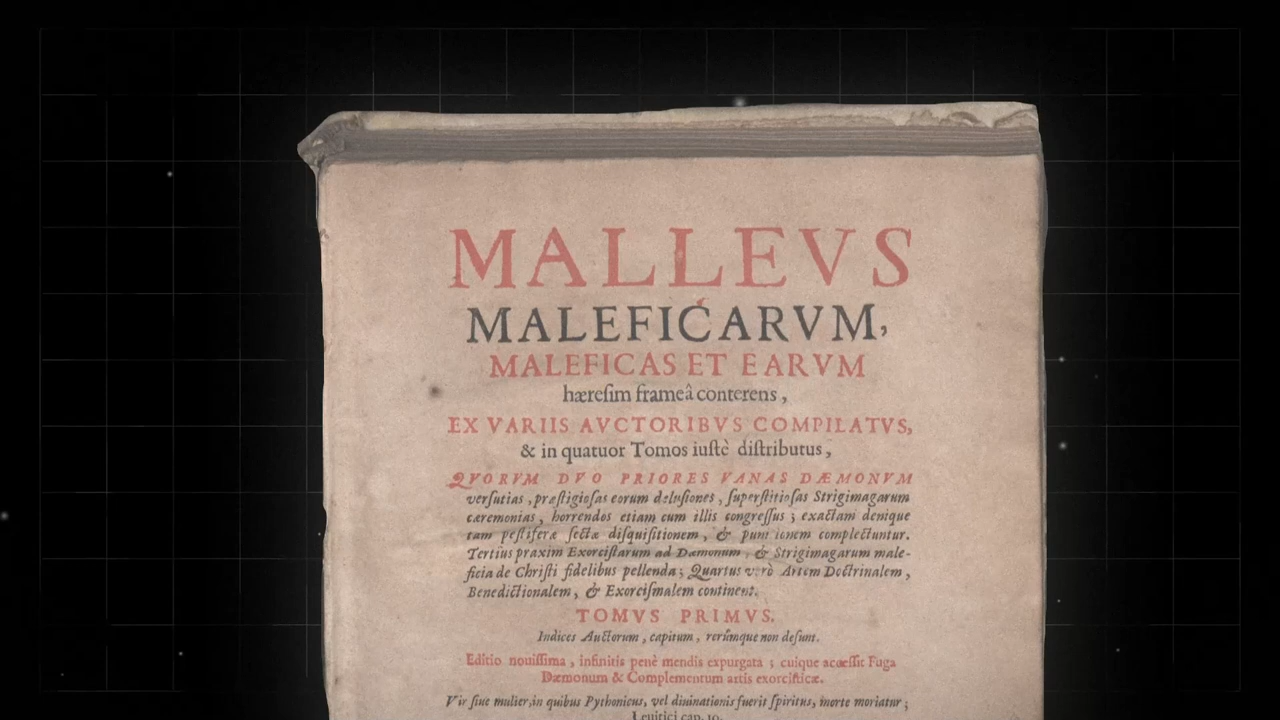 MALLEVS
MALEFICARVM,
MALEFICAS ET EARVM
hæresim frameâ conterens,
EX VARIIS AVCTORIBVS COMPILATVS,
& in quatuor Tomos iustè distributus,
QVORVM DVO PRIORES VANAS DÆMONVM
versutias, præstigiosas eorum delusiones, superstitiosas Strigimagarum
cæremonias, horrendos etiam cum illis congressus; exactam denique
tam pestiferæ sectæ disquisitionem, & punitionem complectuntur.
Tertius praxim Exorcistarum ad Dæmonum, & Strigimagarum male-
ficia de Christi fidelibus pellenda; Quartus verò Artem Doctrinalem,
Benedictionalem, & Exorcismalem continent.
TOMVS PRIMVS.
Indices Auctorum, capitum, rerúmque non desunt.
Editio nouissima, infinitis penè mendis expurgata; cuique accessit Fuga
Dæmonum & Complementum artis exorcisticæ.
Vir siue mulier, in quibus Pythonicus, vel diuinationis fuerit spiritus, morte moriatur;
Leuitici cap. 10.